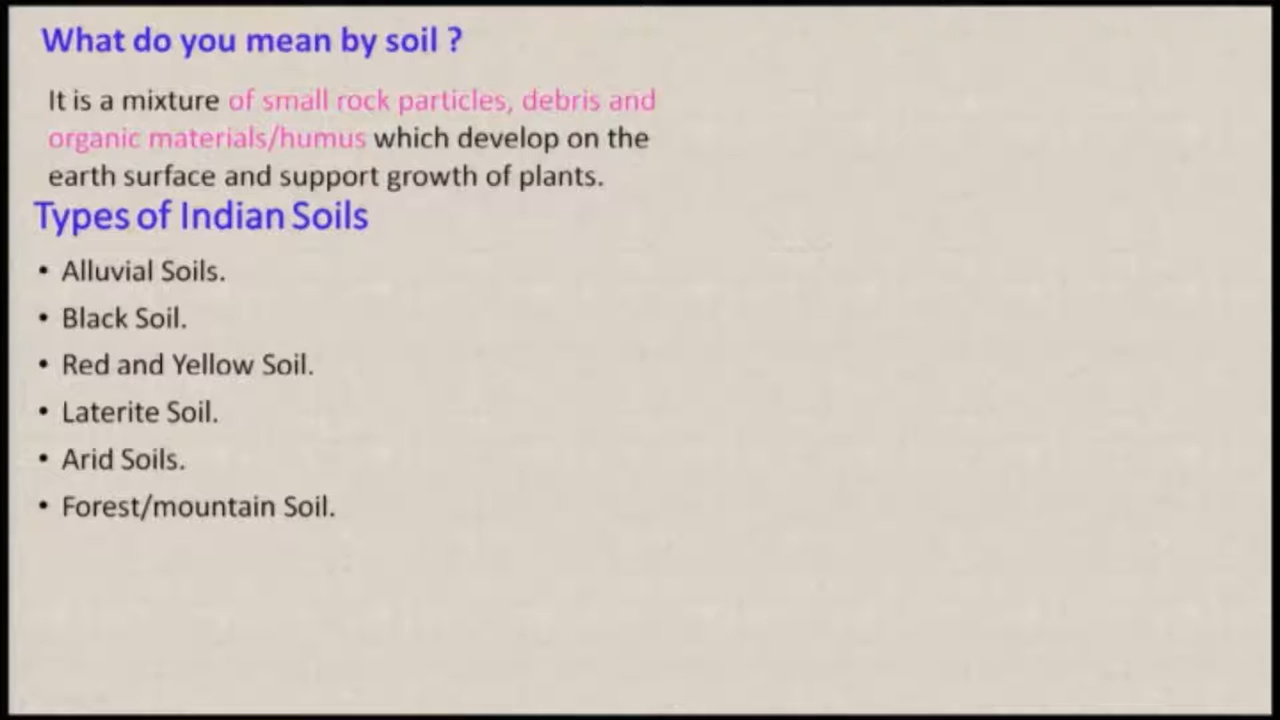 What do you mean by soil ?
It is a mixture of small rock particles, debris and
organic materials/humus which develop on the
earth surface and support growth of plants.
Types of Indian Soils
• Alluvial Soils.
• Black Soil.
• Red and Yellow Soil.
• Laterite Soil.
• Arid Soils.
• Forest/mountain Soil.